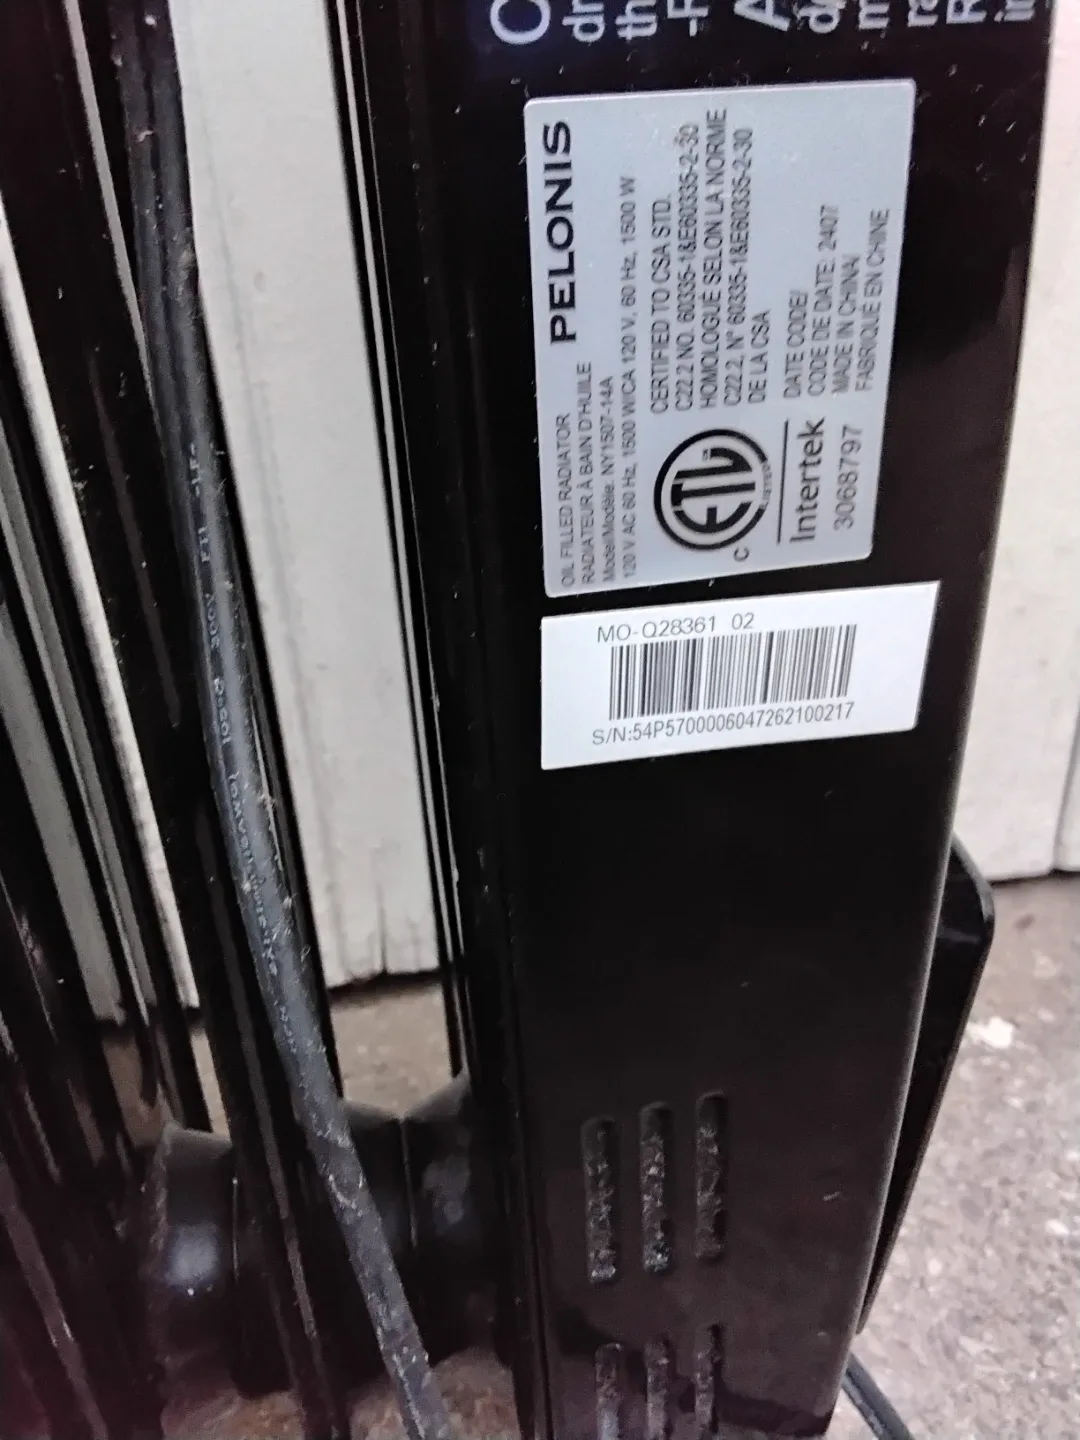 PELONIS
OIL FILLED RADIATOR
RADIATEUR À BAIN D'HUILE
Model/Modèle: NY1507-14A
120 V AC 60 Hz, 1500 W/CA 120 V, 60 Hz, 1500 W
CERTIFIED TO CSA STD.
C22.2 NO. 60335-1&E60335-2-30
HOMOLOGUÉ SELON LA NORME
C22.2, N° 60335-1&E60335-2-30
DE LA CSA
C ETL
LISTED
Intertek
3068797
DATE CODE/
CODE DE DATE: 2407
MADE IN CHINA/
FABRIQUÉ EN CHINE
MO-Q28361 02
S/N:54P5700006047262100217
300V